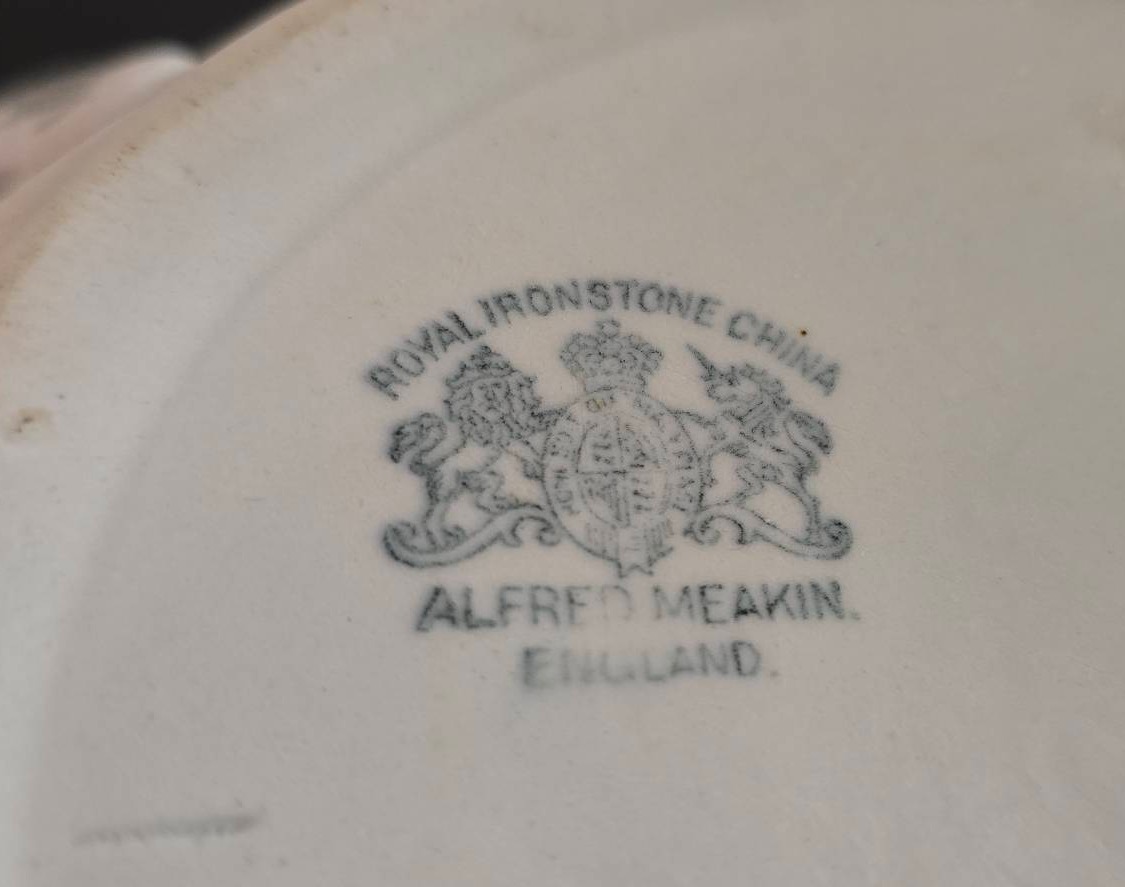 ROYAL IRONSTONE CHINA
ALFRED MEAKIN.
ENGLAND.